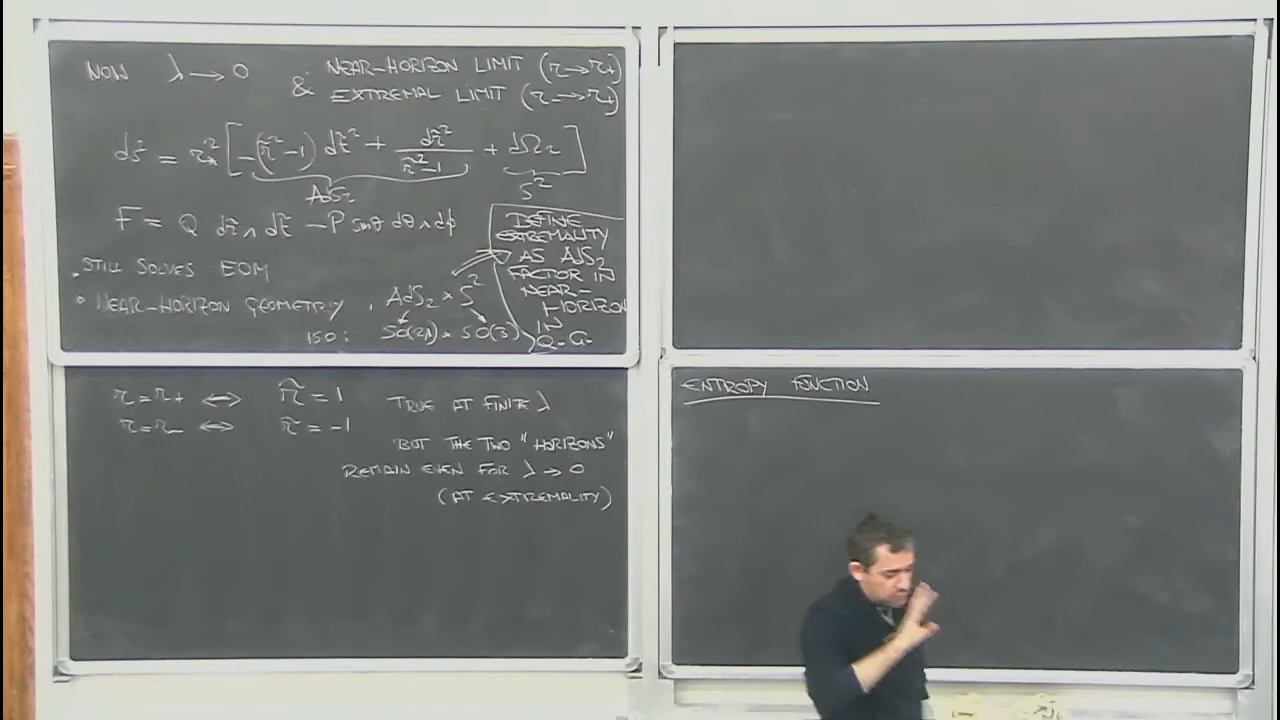 NOW λ → 0 : NEAR-HORIZON LIMIT (r → r₊)
& EXTREMAL LIMIT (r₋ → r₊)
ds² = r⋆² [ -(r̃²-1) dt̃² + dr̃²/(r̃²-1) + dΩ₂ ]
AdS₂ S²
F = Q dr̃ ∧ dt̃ - P sinθ dθ ∧ dφ
• STILL SOLVES EOM
• NEAR-HORIZON GEOMETRY : AdS₂ × S²
ISO : SO(2,1) × SO(3)
DEFINE
EXTREMALITY
AS AdS₂
FACTOR IN
NEAR-
HORIZON
IN
Q.G.
r = r₊ ⟺ r̃ = 1 TRUE AT FINITE λ
r = r₋ ⟺ r̃ = -1
BUT THE TWO "HORIZONS"
REMAIN EVEN FOR λ → 0
(AT EXTREMALITY)
ENTROPY FUNCTION